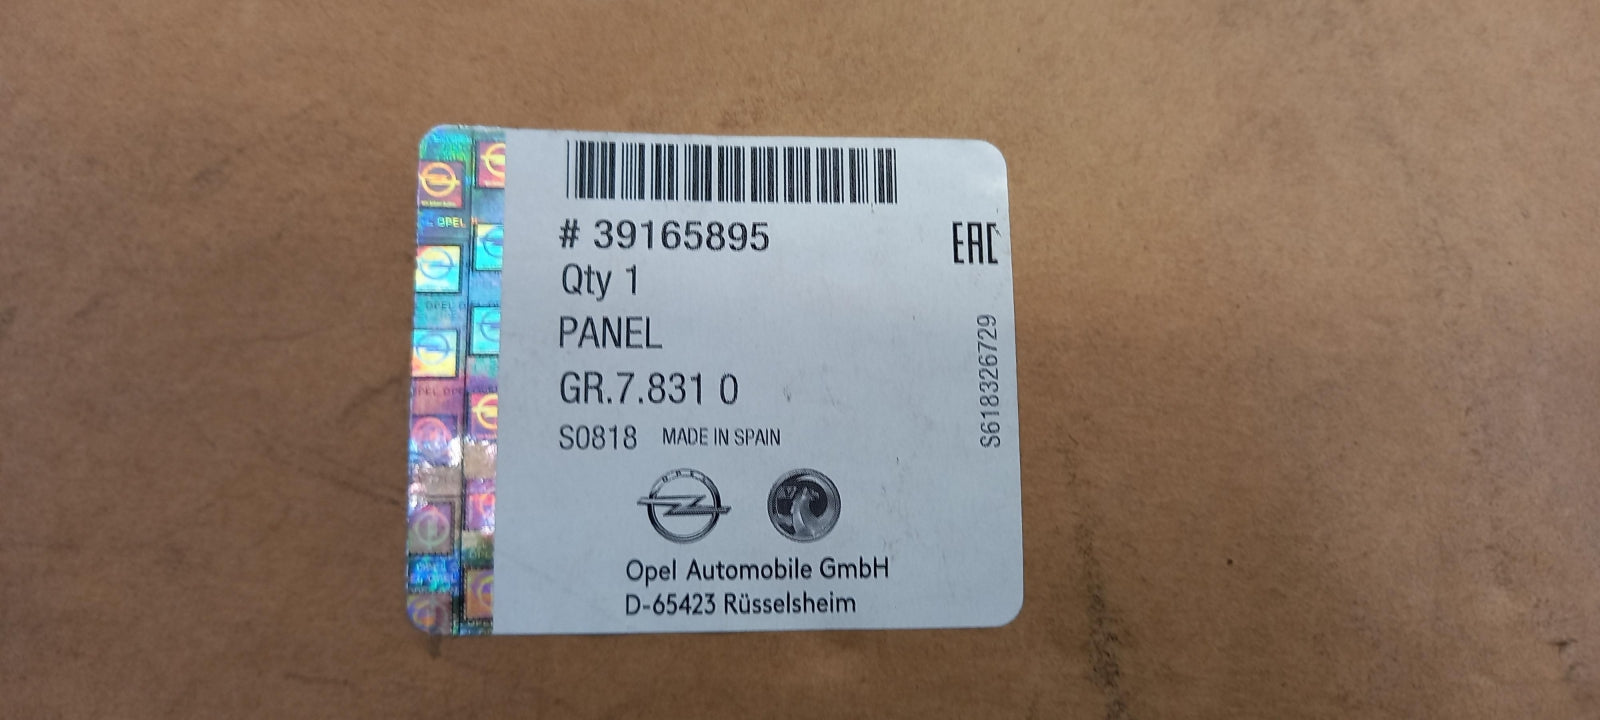 # 39165895
EAC
Qty 1
PANEL
GR.7.831 0
S0818 MADE IN SPAIN
S618326729
OPEL
Opel Automobile GmbH
D-65423 Rüsselsheim